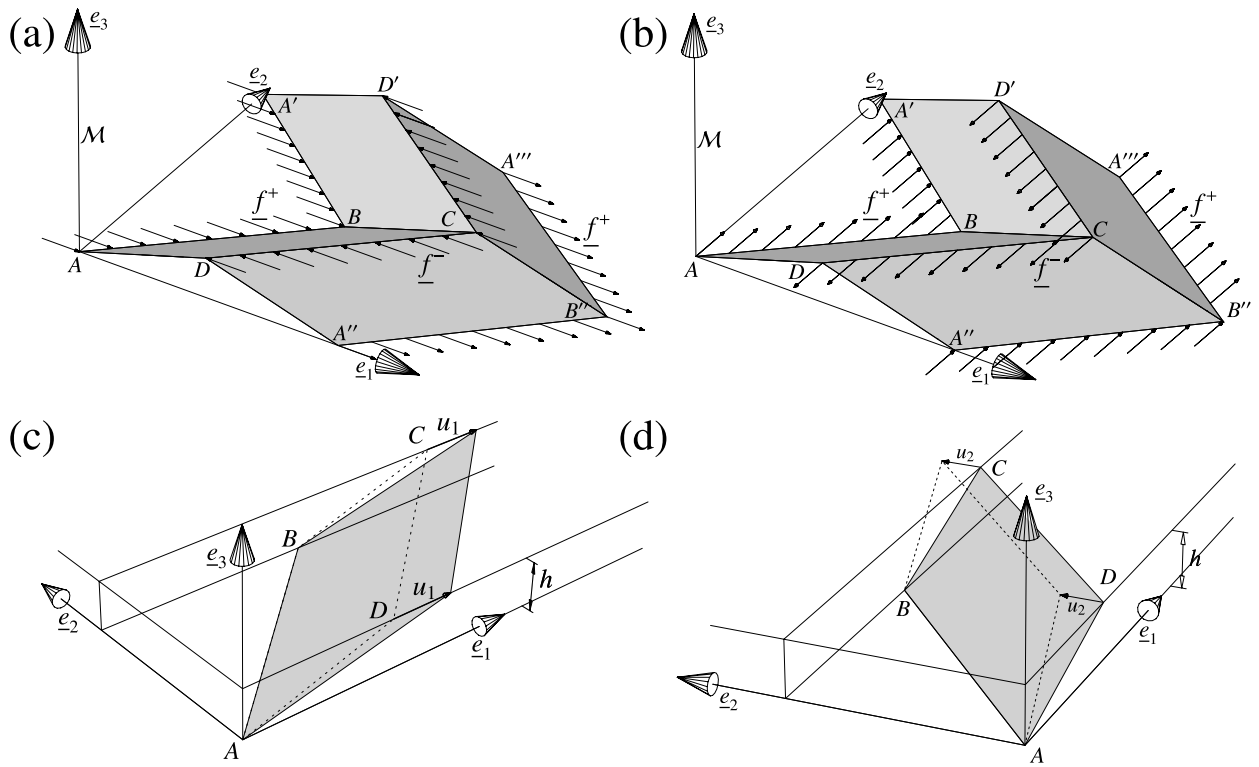 (a)
e₃
e₂
D′
A′
ℳ
A‴
f⁺
B
C
f⁺
A
D
f⁻
B″
A″
e₁
(b)
e₃
e₂
D′
A′
ℳ
A‴
f⁺
f⁺
B
C
A
D
f⁻
B″
A″
e₁
(c)
C
u₁
B
e₃
u₁
h
D
e₂
e₁
A
(d)
u₂
C
e₃
h
D
B
u₂
e₁
e₂
A